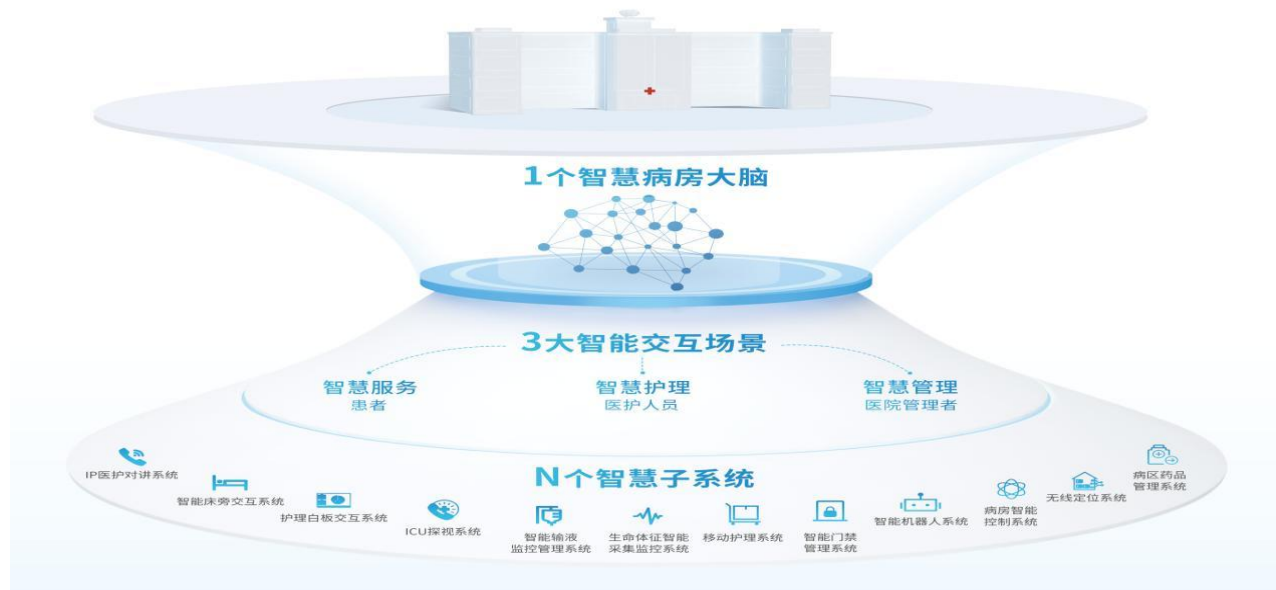 1个智慧病房大脑
3大智能交互场景
智慧服务
患者
智慧护理
医护人员
智慧管理
医院管理者
N个智慧子系统
IP医护对讲系统
智能床旁交互系统
护理白板交互系统
ICU探视系统
智能输液
监控管理系统
生命体征智能
采集监控系统
移动护理系统
智能门禁
管理系统
智能机器人系统
病房智能
控制系统
无线定位系统
病区药品
管理系统